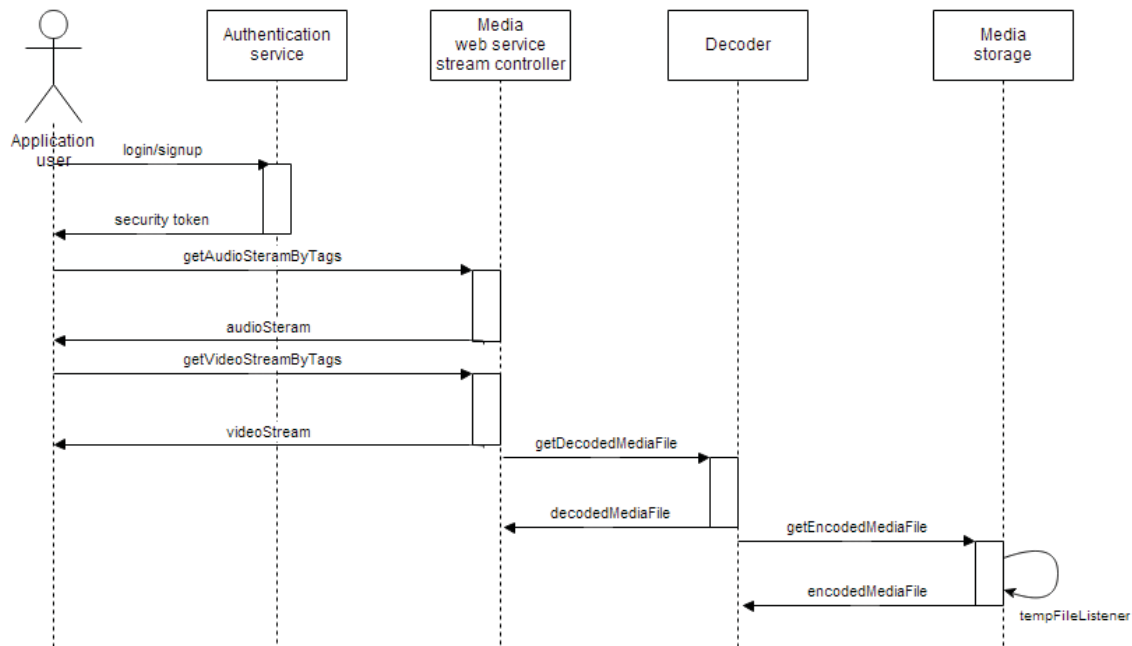 Authentication
service
Media
web service
stream controller
Decoder
Media
storage
Application
user
login/signup
security token
getAudioSteramByTags
audioSteram
getVideoStreamByTags
videoStream
getDecodedMediaFile
decodedMediaFile
getEncodedMediaFile
encodedMediaFile
tempFileListener